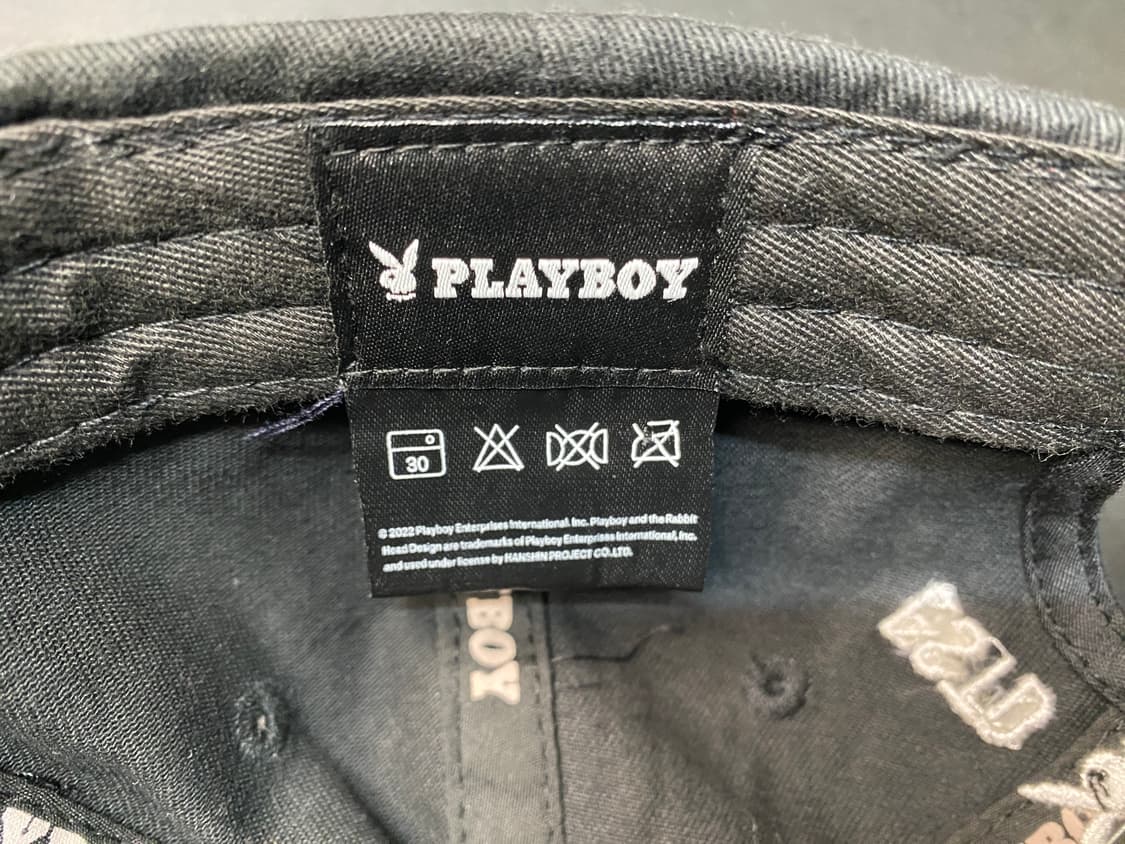 PLAYBOY
30
© 2022 Playboy Enterprises International. Inc. Playboy and the Rabbit
Head Design are trademarks of Playboy Enterprises International, Inc.
and used under license by HANSHIN PROJECT CO.LTD.
BOY